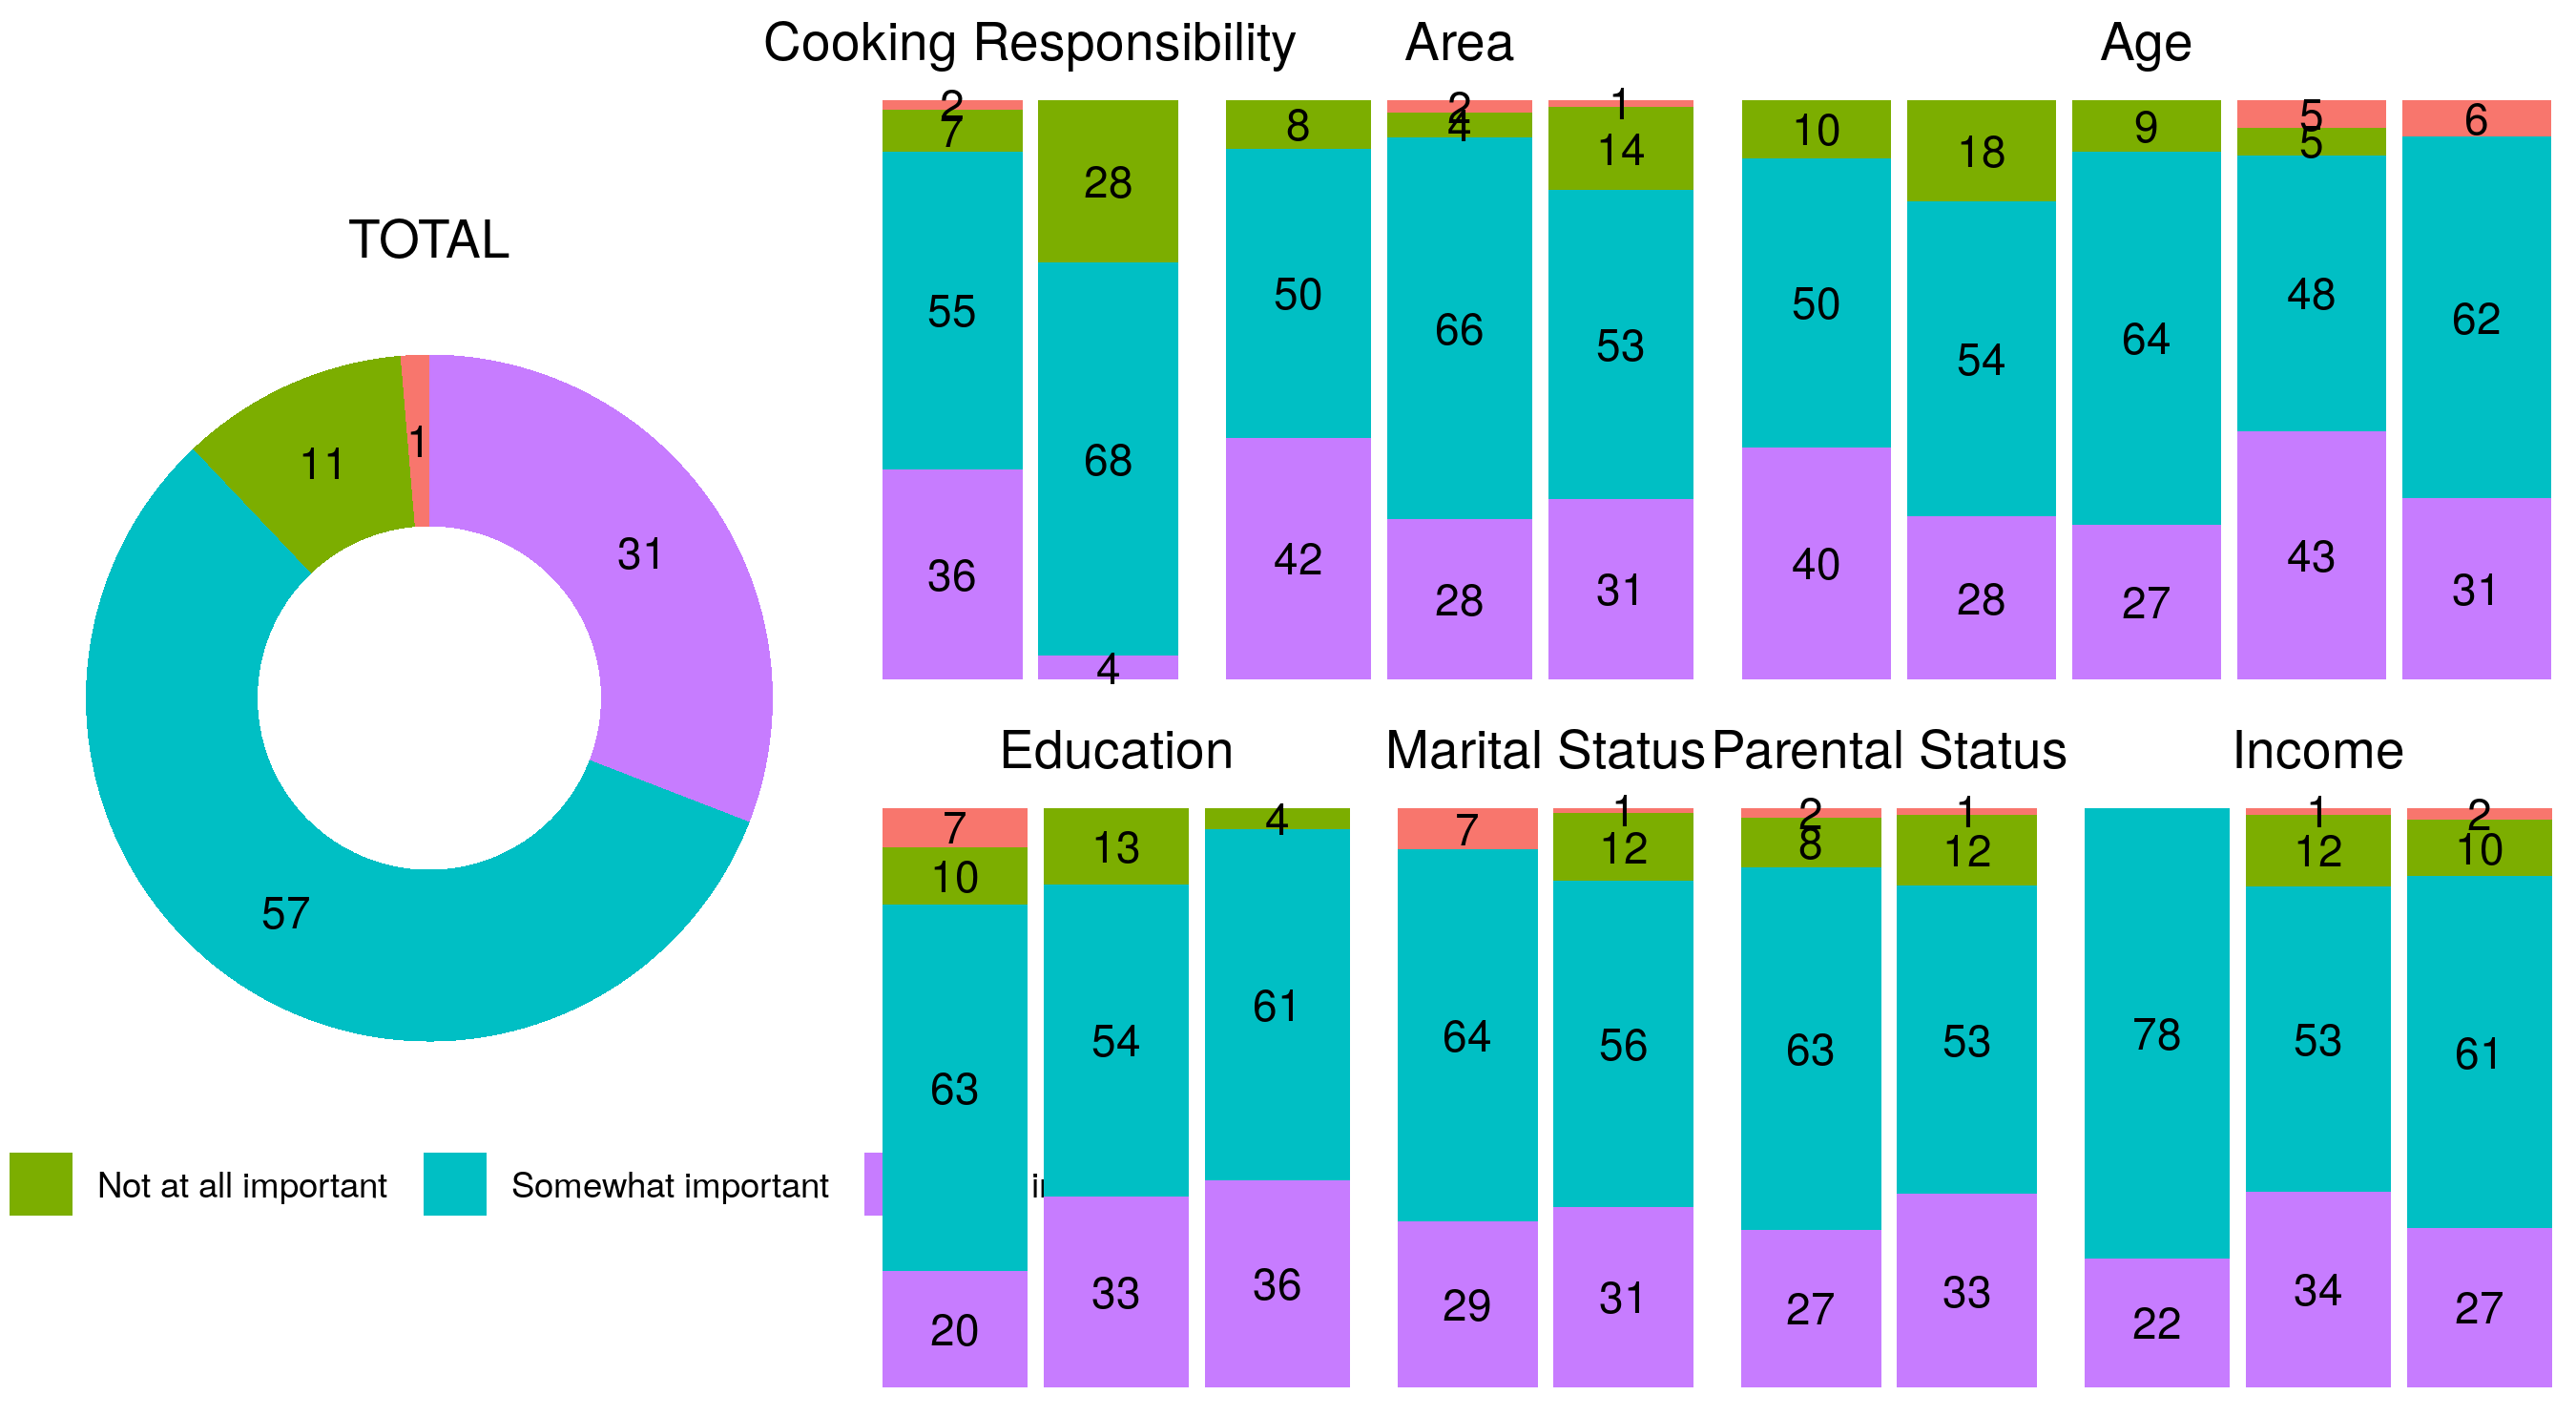 Cooking Responsibility Area Age
2 2 1 5 6
7 28 8 4 14 10 18 9 5
55 68 50 66 53 50 54 64 48 62
36 4 42 28 31 40 28 27 43 31
TOTAL
1 11 31 57
Education Marital Status Parental Status Income
7 4 7 1 2 1 1 2
10 13 12 8 12 12 10
63 54 61 64 56 63 53 78 53 61
20 33 36 29 31 27 33 22 34 27
Not at all important Somewhat important